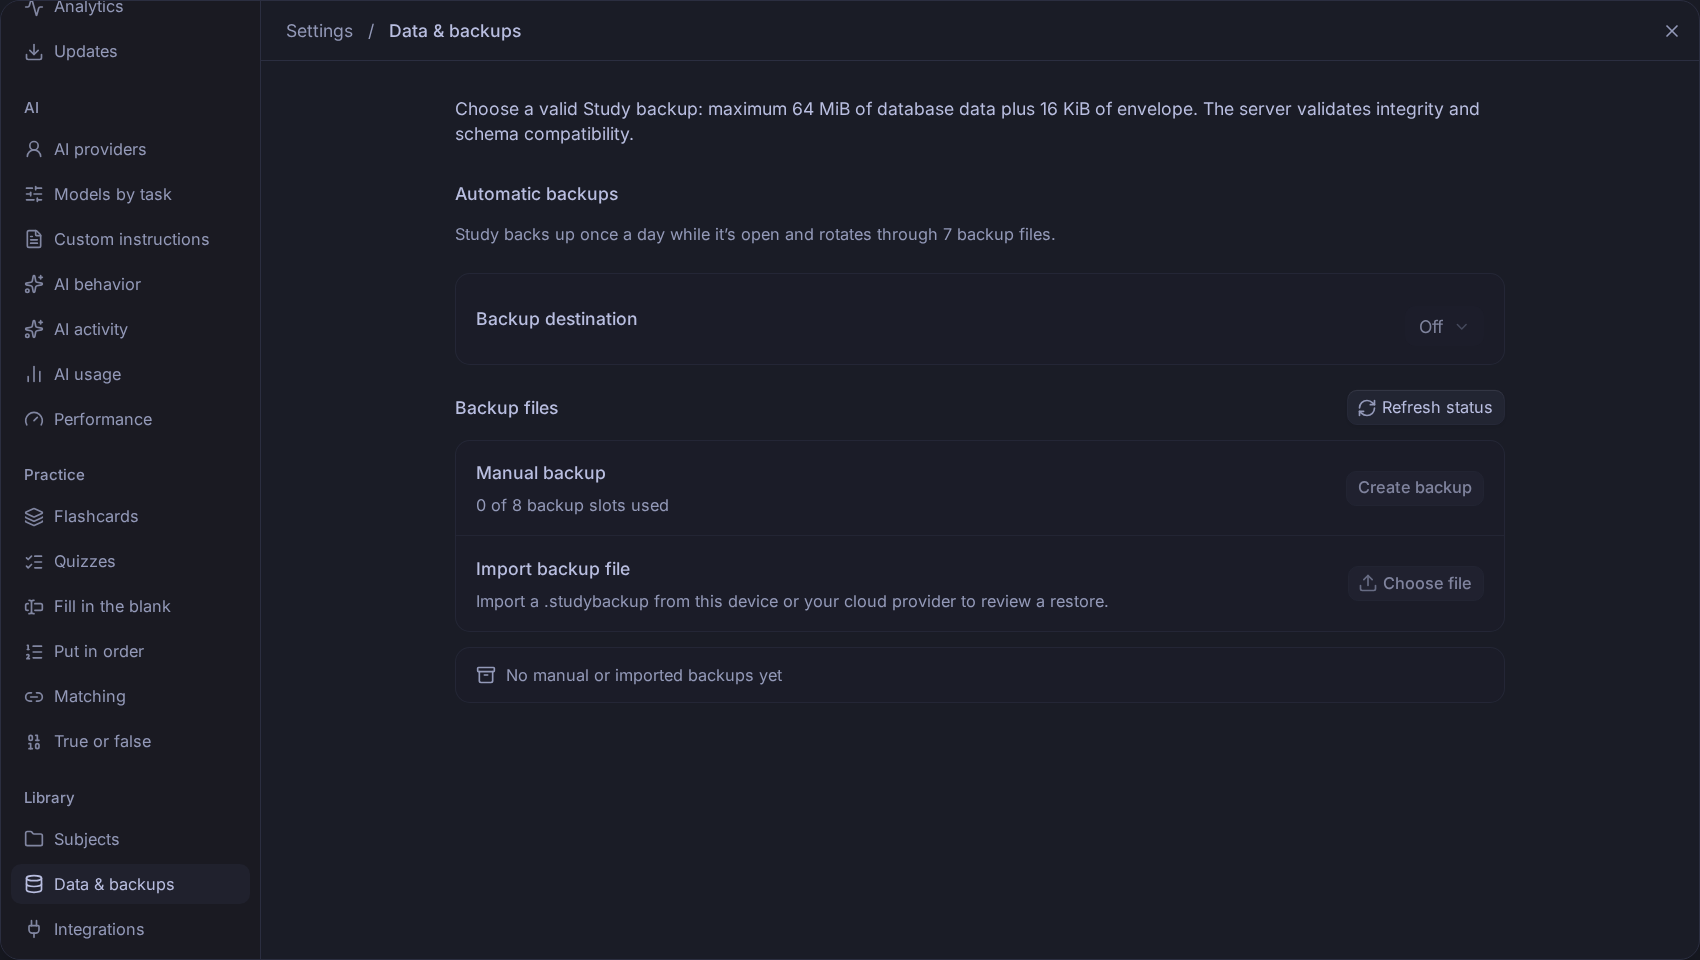 Analytics
Updates
AI
AI providers
Models by task
Custom instructions
AI behavior
AI activity
AI usage
Performance
Practice
Flashcards
Quizzes
Fill in the blank
Put in order
Matching
True or false
Library
Subjects
Data & backups
Integrations
Settings / Data & backups
Choose a valid Study backup: maximum 64 MiB of database data plus 16 KiB of envelope. The server validates integrity and
schema compatibility.
Automatic backups
Study backs up once a day while it’s open and rotates through 7 backup files.
Backup destination
Off
Backup files
Refresh status
Manual backup
0 of 8 backup slots used
Create backup
Import backup file
Import a .studybackup from this device or your cloud provider to review a restore.
Choose file
No manual or imported backups yet